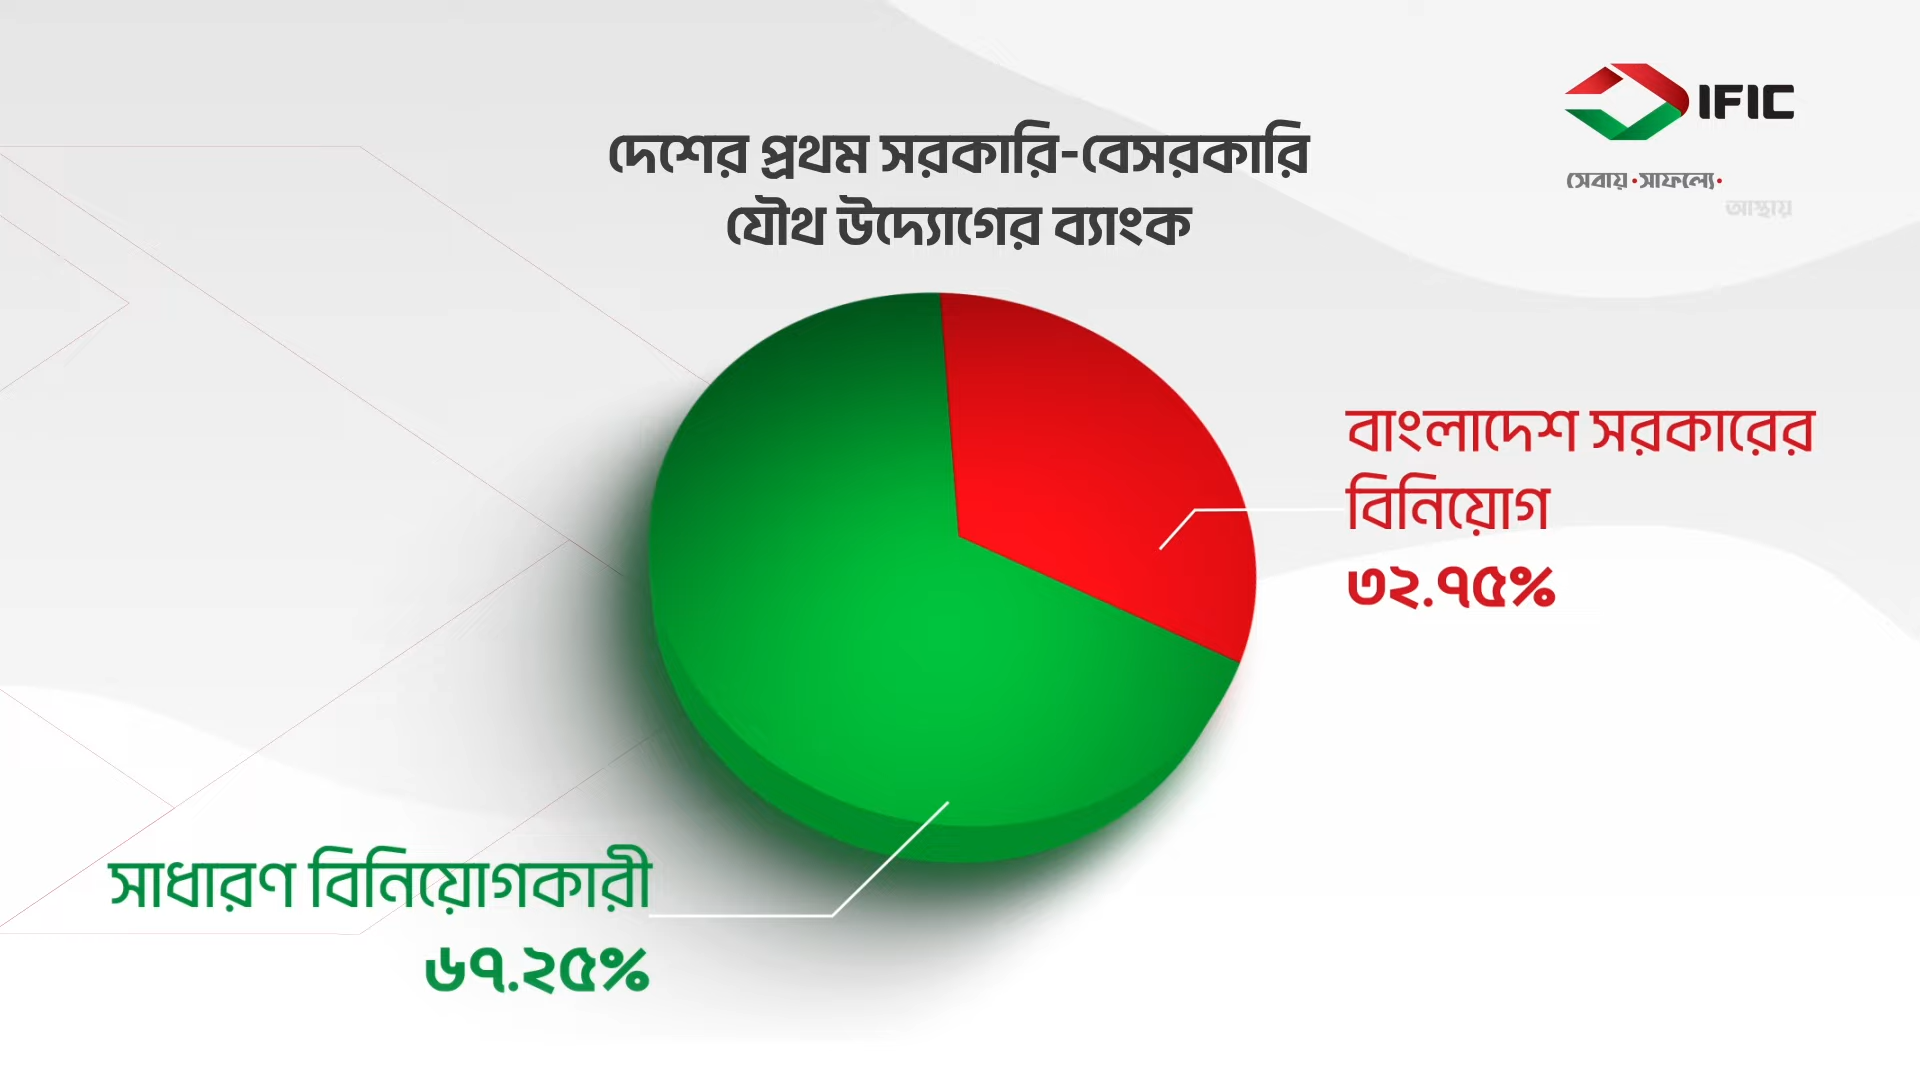 IFIC
সেবায় • সাফল্যে •
আস্থায়
দেশের প্রথম সরকারি-বেসরকারি
যৌথ উদ্যোগের ব্যাংক
বাংলাদেশ সরকারের
বিনিয়োগ
৩২.৭৫%
সাধারণ বিনিয়োগকারী
৬৭.২৫%